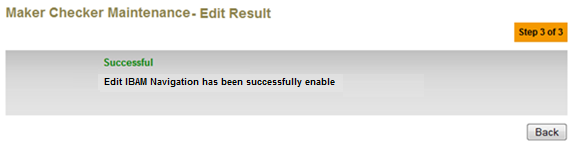 Maker Checker Maintenance - Edit Result
Step 3 of 3
Successful
Edit IBAM Navigation has been successfully enable
Back